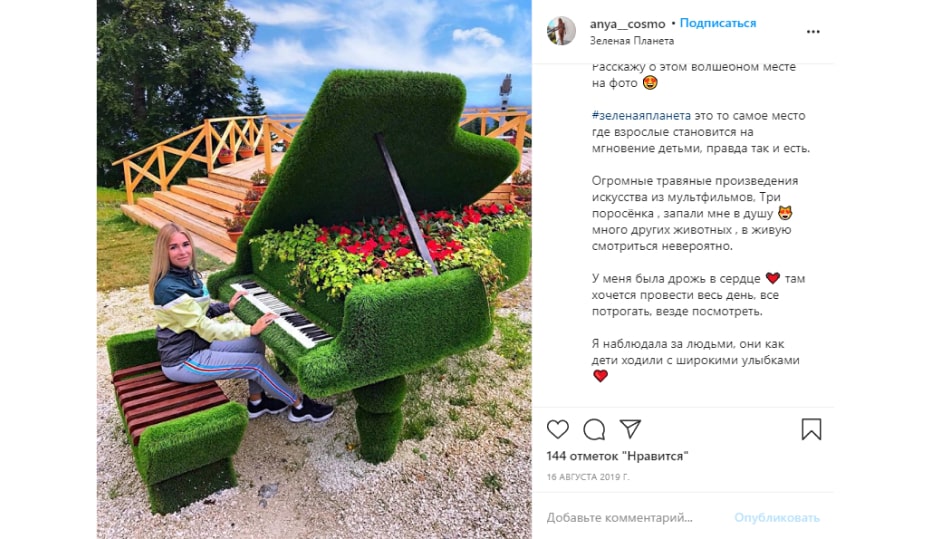 anya__cosmo • Подписаться
Зеленая Планета
Расскажу о этом волшебном месте
на фото 🤩
#зеленаяпланета это то самое место
где взрослые становится на
мгновение детьми, правда так и есть.
Огромные травяные произведения
искусства из мультфильмов, Три
поросёнка , запали мне в душу 😻
много других животных , в живую
смотриться невероятно.
У меня была дрожь в сердце ❤️ там
хочется провести весь день, все
потрогать, везде посмотреть.
Я наблюдала за людьми, они как
дети ходили с широкими улыбками
❤️
144 отметок "Нравится"
16 АВГУСТА 2019 Г.
Добавьте комментарий... Опубликовать